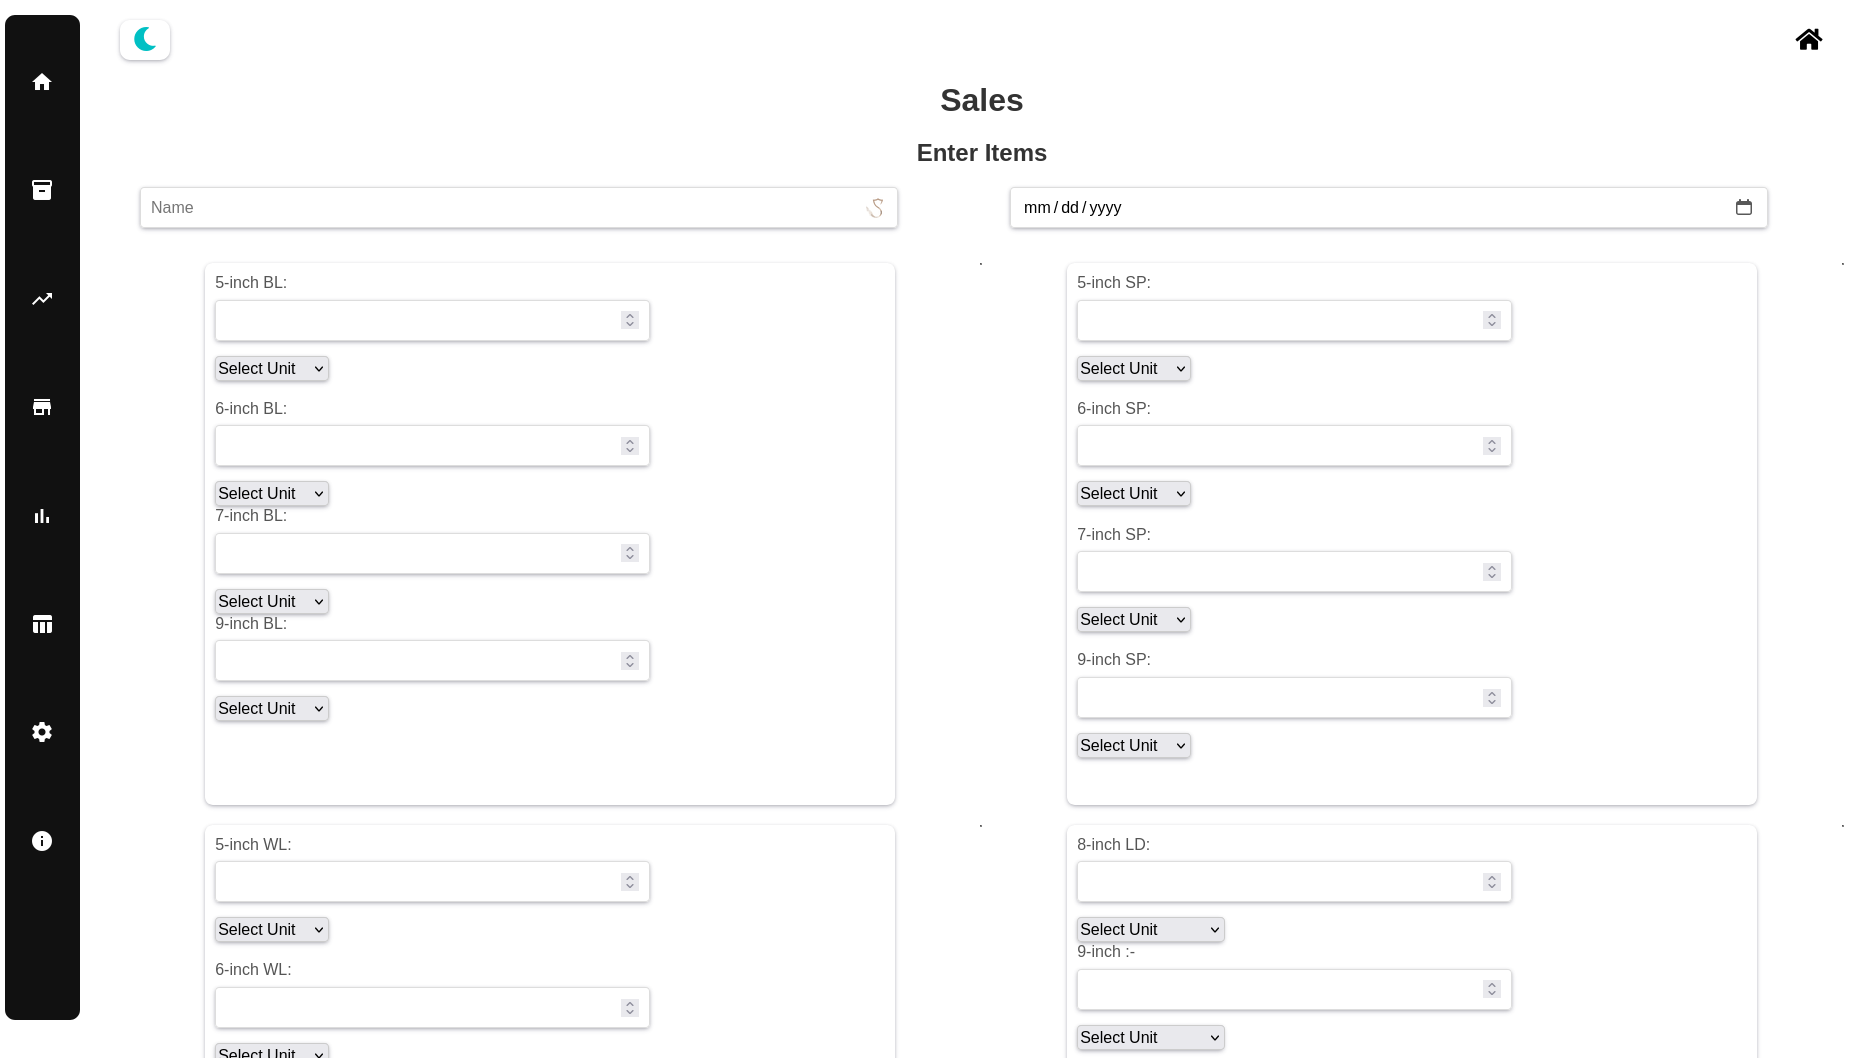 Sales
Enter Items
Name
mm/dd/yyyy
5-inch BL:
Select Unit
6-inch BL:
Select Unit
7-inch BL:
Select Unit
9-inch BL:
Select Unit
5-inch SP:
Select Unit
6-inch SP:
Select Unit
7-inch SP:
Select Unit
9-inch SP:
Select Unit
5-inch WL:
Select Unit
6-inch WL:
Select Unit
8-inch LD:
Select Unit
9-inch :-
Select Unit